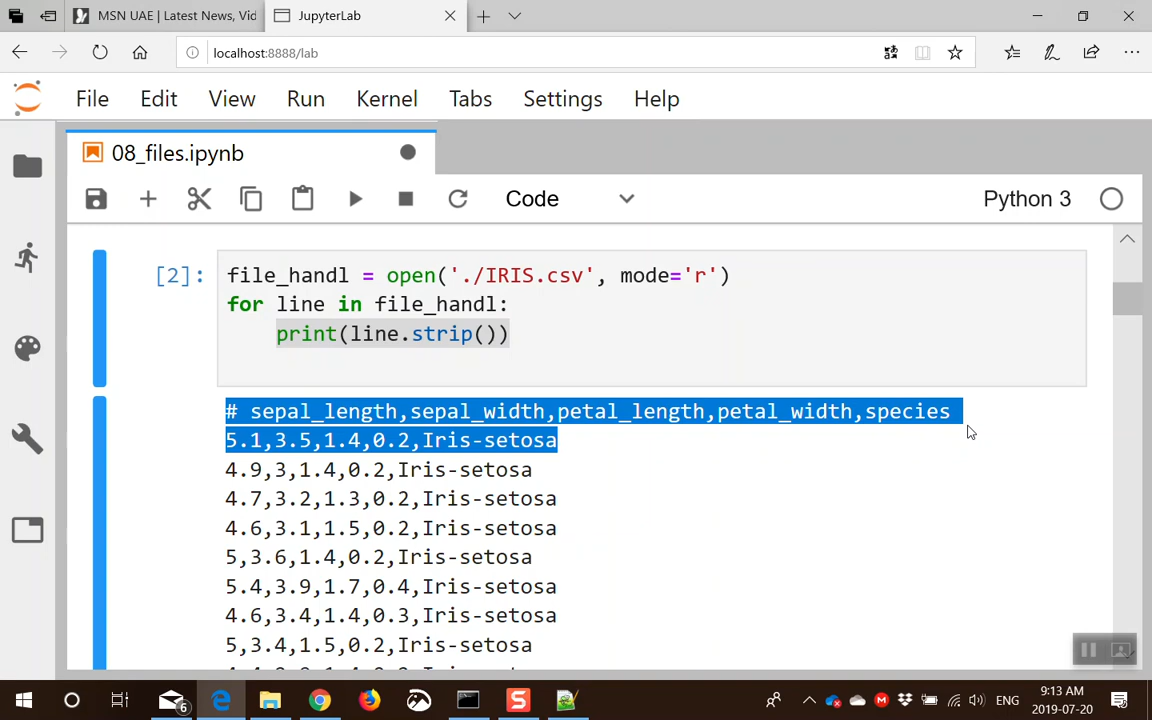 MSN UAE | Latest News, Vid
JupyterLab
localhost:8888/lab
File Edit View Run Kernel Tabs Settings Help
08_files.ipynb
Code
Python 3
[2]:
file_handl = open('./IRIS.csv', mode='r')
for line in file_handl:
print(line.strip())
# sepal_length,sepal_width,petal_length,petal_width,species
5.1,3.5,1.4,0.2,Iris-setosa
4.9,3,1.4,0.2,Iris-setosa
4.7,3.2,1.3,0.2,Iris-setosa
4.6,3.1,1.5,0.2,Iris-setosa
5,3.6,1.4,0.2,Iris-setosa
5.4,3.9,1.7,0.4,Iris-setosa
4.6,3.4,1.4,0.3,Iris-setosa
5,3.4,1.5,0.2,Iris-setosa
6
ENG
9:13 AM
2019-07-20